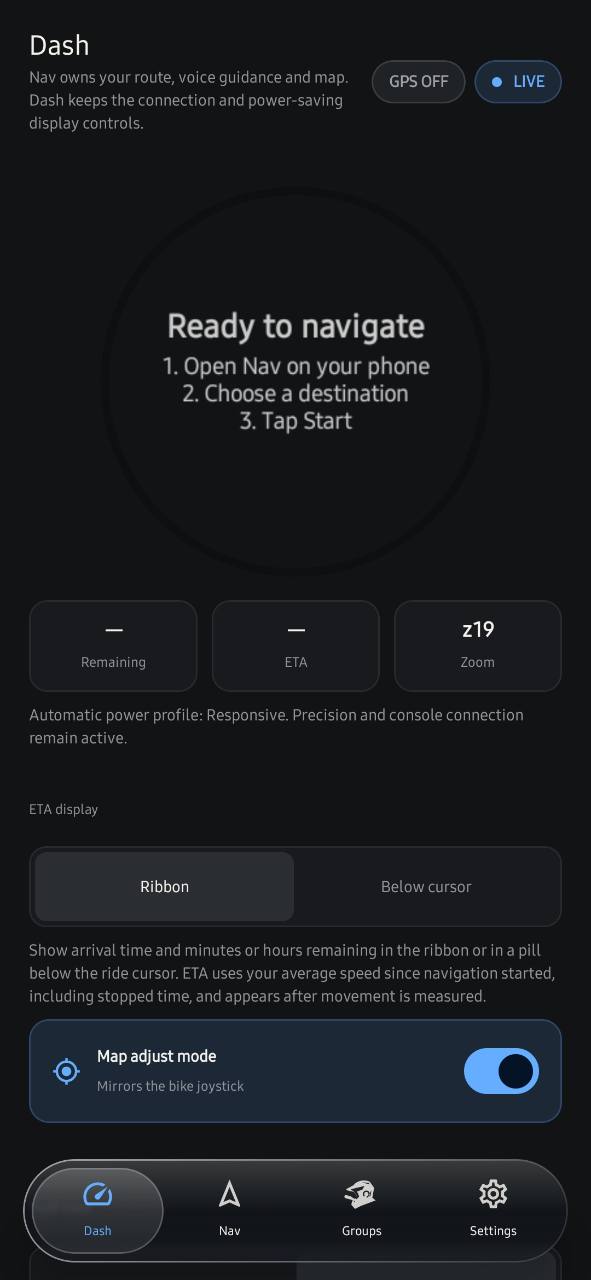 Dash
Nav owns your route, voice guidance and map.
Dash keeps the connection and power-saving
display controls.
GPS OFF
LIVE
Ready to navigate
1. Open Nav on your phone
2. Choose a destination
3. Tap Start
—
Remaining
—
ETA
z19
Zoom
Automatic power profile: Responsive. Precision and console connection
remain active.
ETA display
Ribbon
Below cursor
Show arrival time and minutes or hours remaining in the ribbon or in a pill
below the ride cursor. ETA uses your average speed since navigation started,
including stopped time, and appears after movement is measured.
Map adjust mode
Mirrors the bike joystick
Dash
Nav
Groups
Settings